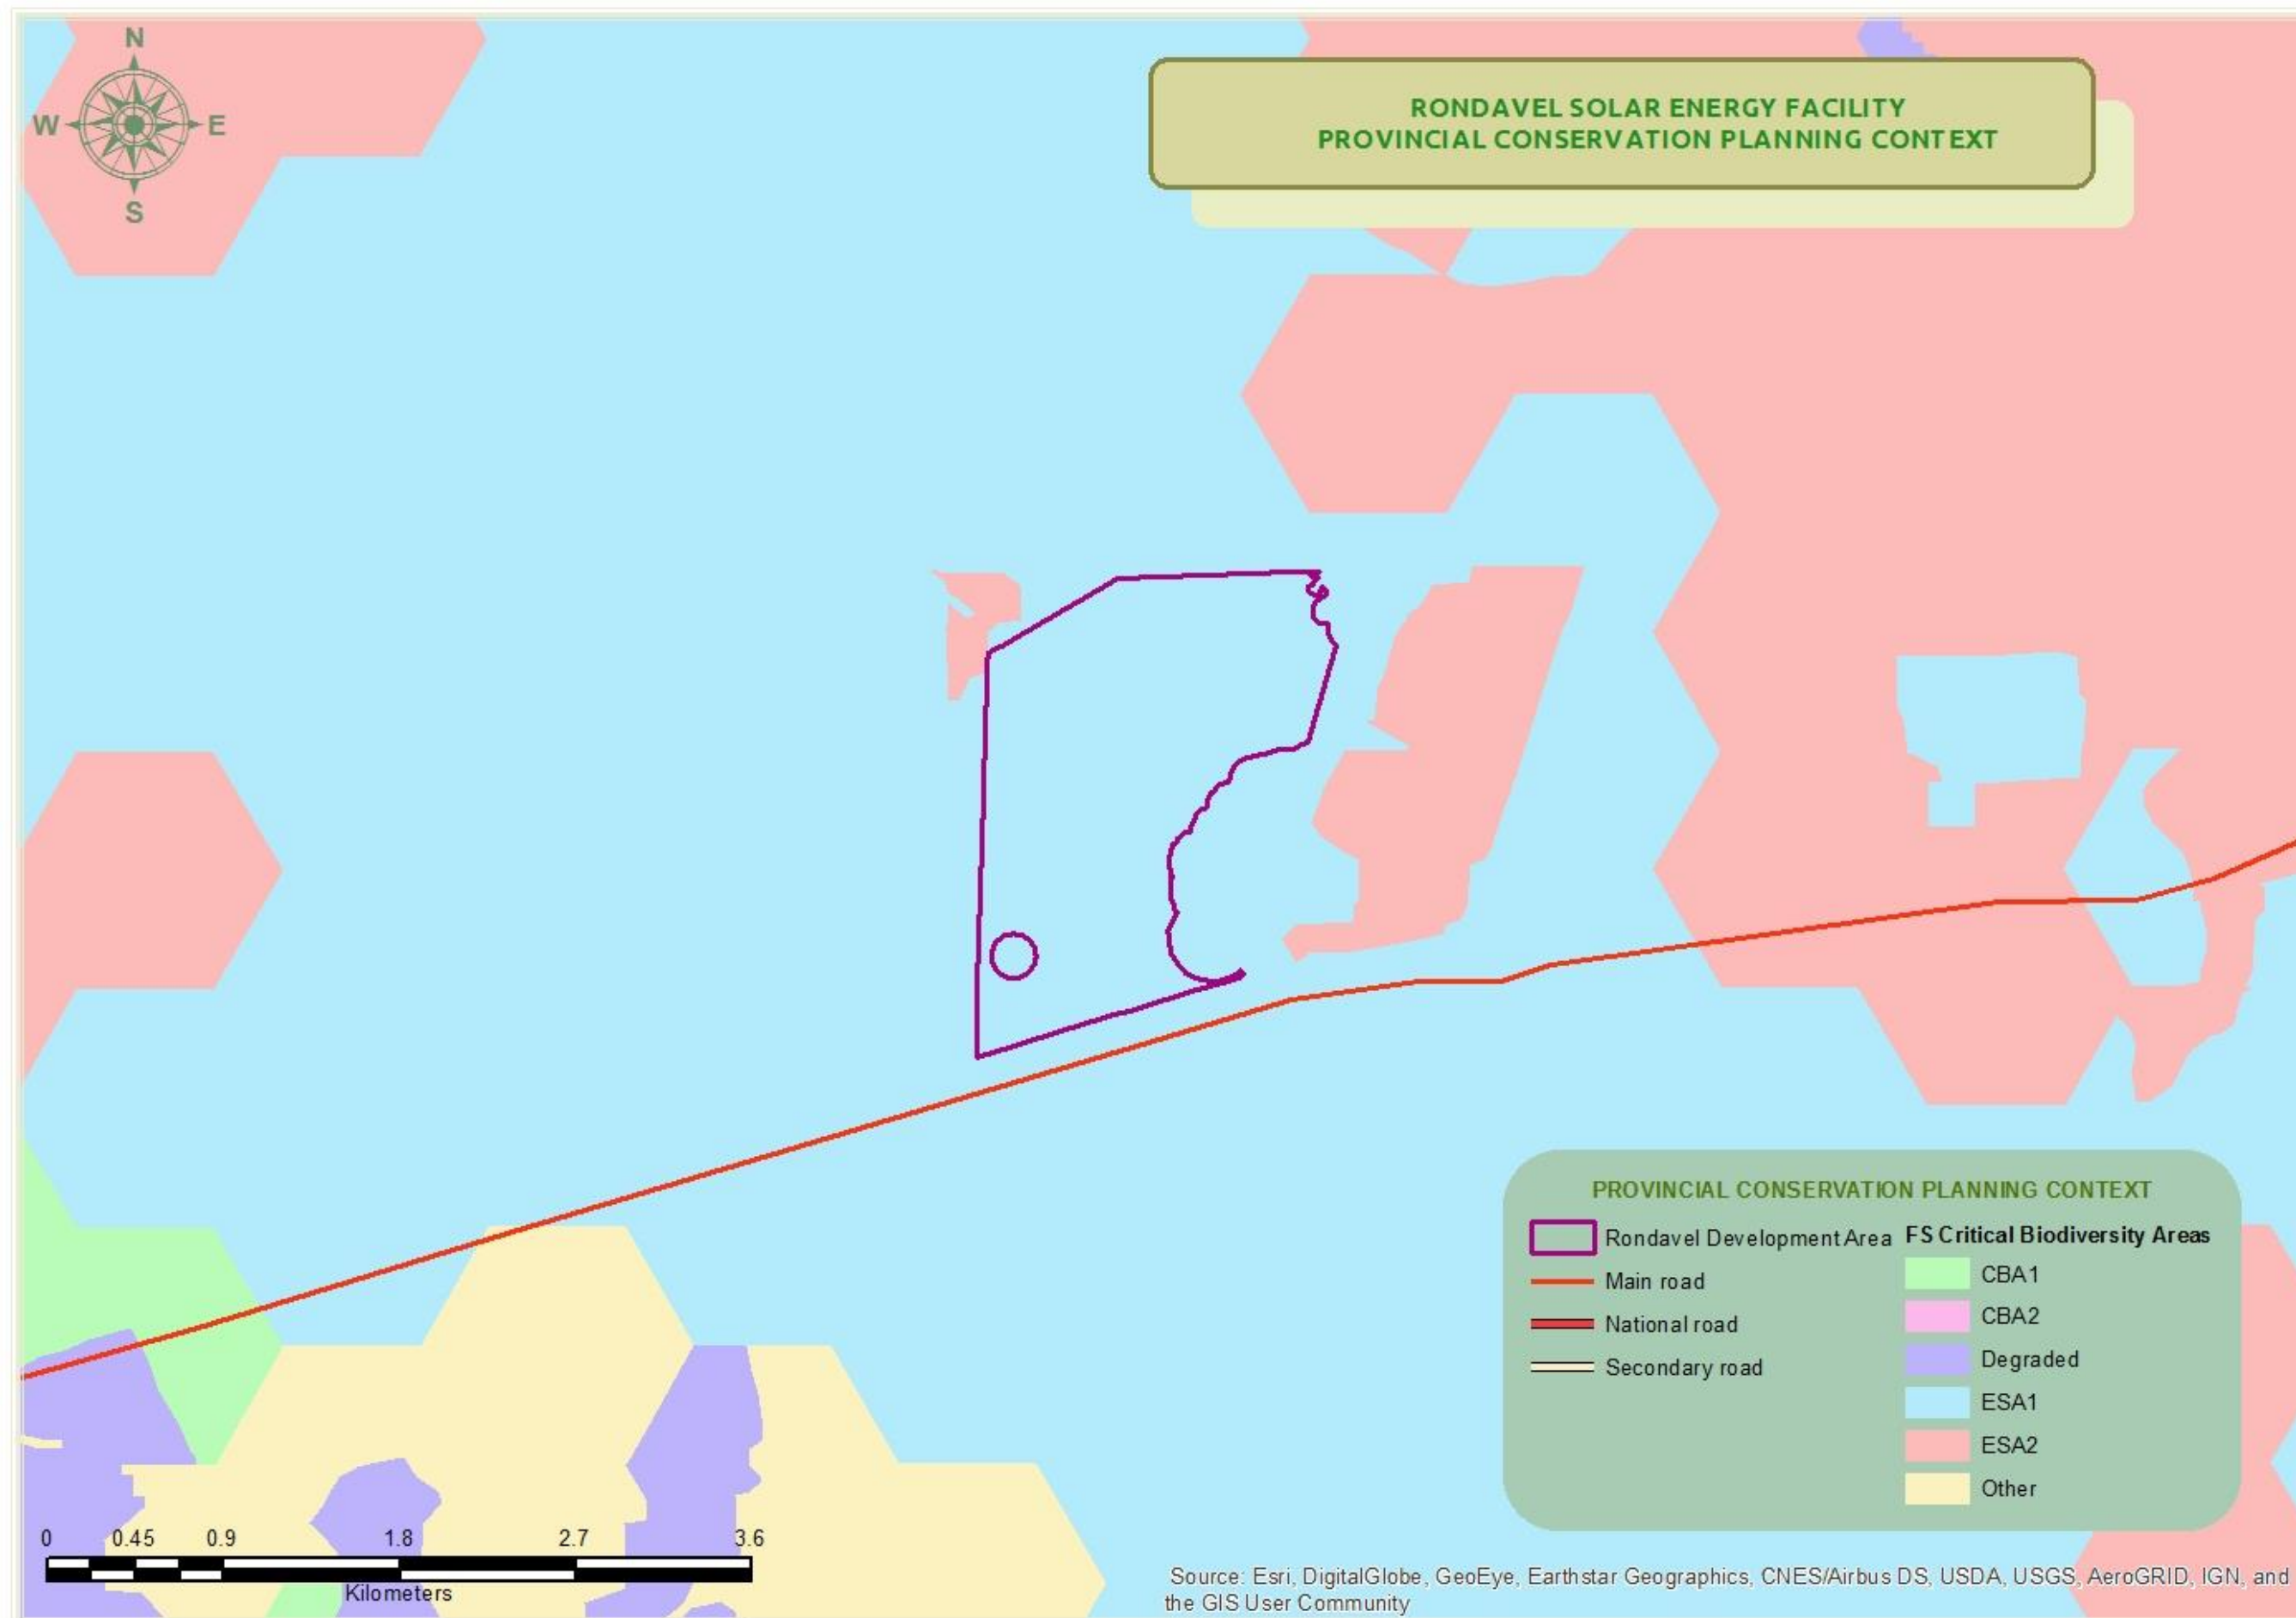 N
W E
S
RONDAVEL SOLAR ENERGY FACILITY
PROVINCIAL CONSERVATION PLANNING CONTEXT
PROVINCIAL CONSERVATION PLANNING CONTEXT
Rondavel Development Area
Main road
National road
Secondary road
FS Critical Biodiversity Areas
CBA1
CBA2
Degraded
ESA1
ESA2
Other
0 0.45 0.9 1.8 2.7 3.6
Kilometers
Source: Esri, DigitalGlobe, GeoEye, Earthstar Geographics, CNES/Airbus DS, USDA, USGS, AeroGRID, IGN, and
the GIS User Community